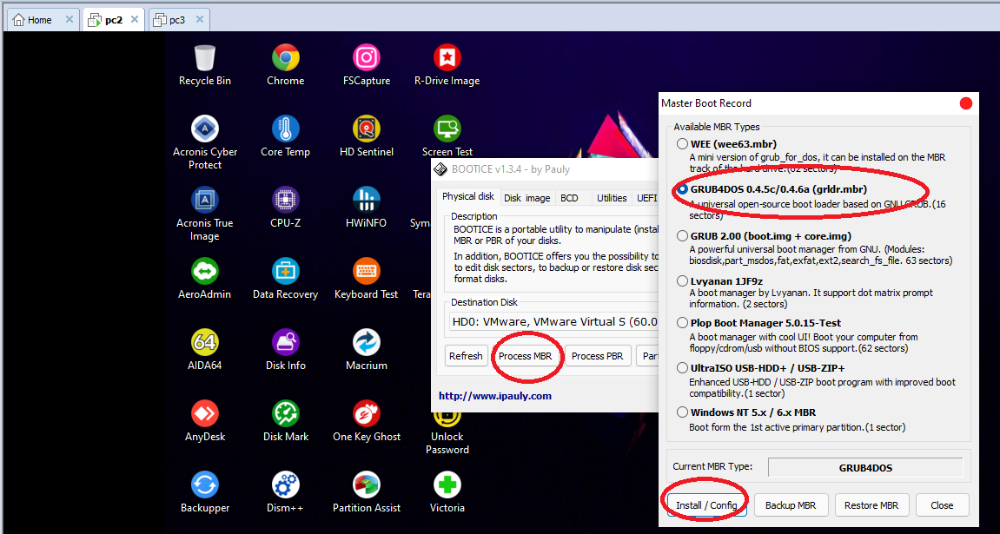 Home
pc2
pc3
Recycle Bin
Chrome
FSCapture
R-Drive Image
Acronis Cyber
Protect
Core Temp
HD Sentinel
Screen Test
Acronis True
Image
CPU-Z
HWiNFO
AeroAdmin
Data Recovery
Keyboard Test
64
AIDA64
Disk Info
Macrium
AnyDesk
Disk Mark
One Key Ghost
Unlock
Password
Backupper
Dism++
Partition Assist
Victoria
BOOTICE v1.3.4 - by Pauly
Physical disk
Disk image
BCD
Utilities
UEFI
Description
BOOTICE is a portable utility to manipulate (insta
MBR or PBR of your disks.
In addition, BOOTICE offers you the possibility to
to edit disk sectors, to backup or restore disk sec
format disks.
Destination Disk
HD0: VMware, VMware Virtual S (60.0
Refresh
Process MBR
Process PBR
Part
http://www.ipauly.com
Master Boot Record
Available MBR Types
WEE (wee63.mbr)
A mini version of grub_for_dos, it can be installed on the MBR
track of the hard drive.(62 sectors)
GRUB4DOS 0.4.5c/0.4.6a (grldr.mbr)
A universal open-source boot loader based on GNU GRUB.(16
sectors)
GRUB 2.00 (boot.img + core.img)
A powerful universal boot manager from GNU. (Modules:
biosdisk,part_msdos,fat,exfat,ext2,search_fs_file. 63 sectors)
Lvyanan 1JF9z
A boot manager by Lvyanan. It support dot matrix prompt
information. (2 sectors)
Plop Boot Manager 5.0.15-Test
A boot manager with cool UI! Boot your computer from
floppy/cdrom/usb without BIOS support.(62 sectors)
UltraISO USB-HDD+ / USB-ZIP+
Enhanced USB-HDD / USB-ZIP boot program with improved boot
compatibility.(1 sector)
Windows NT 5.x / 6.x MBR
Boot form the 1st active primary partition.(1 sector)
Current MBR Type:
GRUB4DOS
Install / Config
Backup MBR
Restore MBR
Close